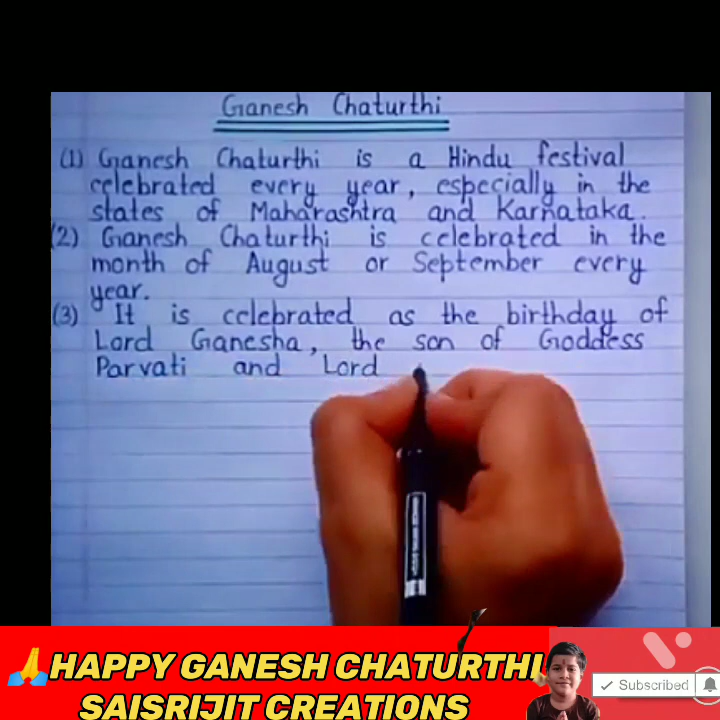 Ganesh Chaturthi
(1) Ganesh Chaturthi is a Hindu festival
celebrated every year, especially in the
states of Maharashtra and Karnataka.
(2) Ganesh Chaturthi is celebrated in the
month of August or September every
year.
(3) It is celebrated as the birthday of
Lord Ganesha, the son of Goddess
Parvati and Lord
🙏HAPPY GANESH CHATURTHI
SAISRIJIT CREATIONS
✓ Subscribed